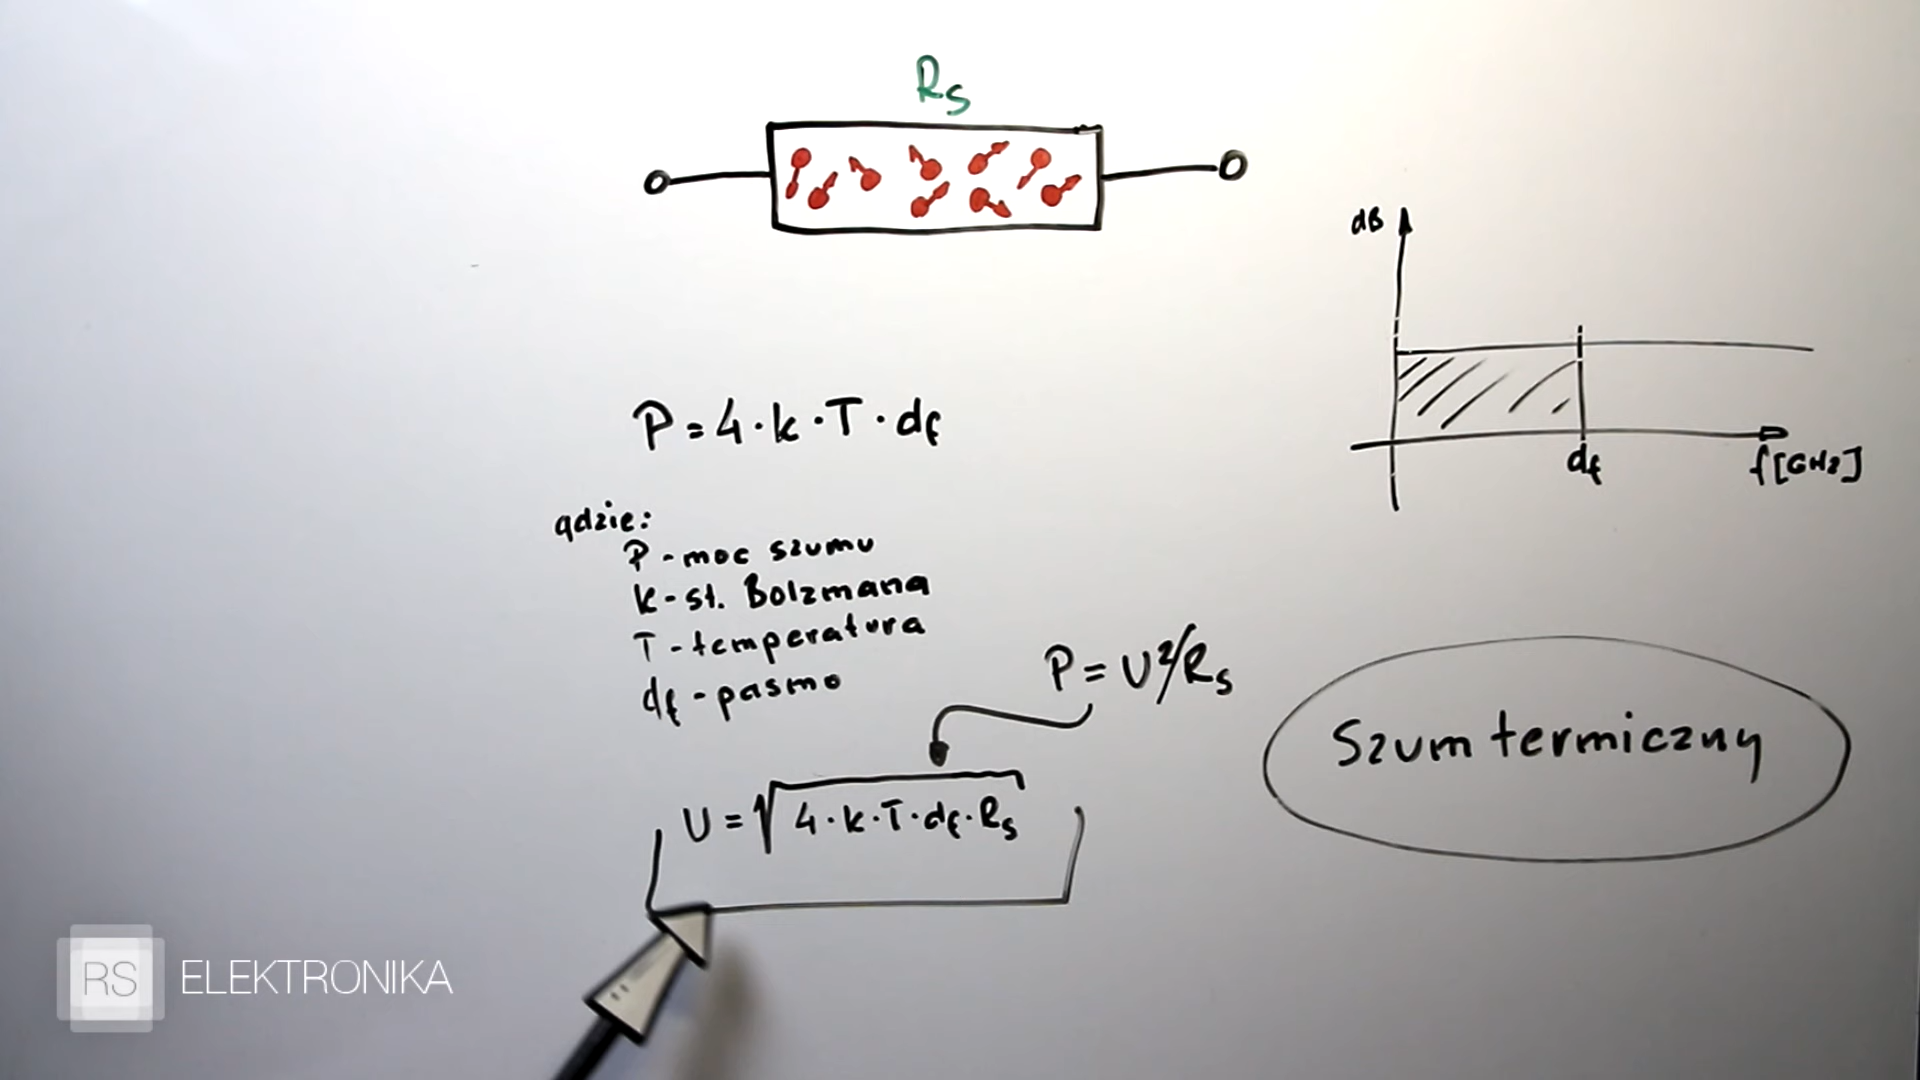 Rs
dB
df
f[GHz]
P = 4·k·T·df
gdzie:
P - moc szumu
k - st. Bolzmana
T - temperatura
df - pasmo
P = U²/Rs
U = √4·k·T·df·Rs
Szum termiczny
RS ELEKTRONIKA